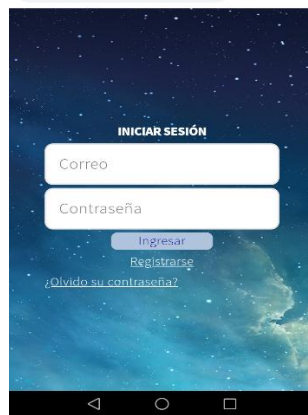 INICIAR SESIÓN
Correo
Contraseña
Ingresar
Registrarse
¿Olvido su contraseña?